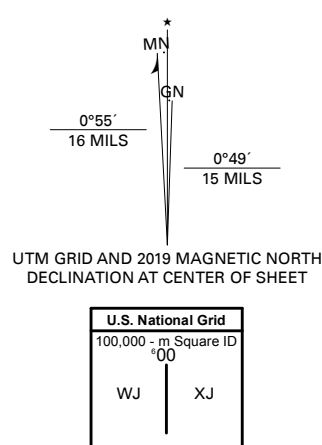 MN
GN
0°55´
16 MILS
0°49´
15 MILS
UTM GRID AND 2019 MAGNETIC NORTH
DECLINATION AT CENTER OF SHEET
U.S. National Grid
100,000 - m Square ID
⁶00
WJ XJ